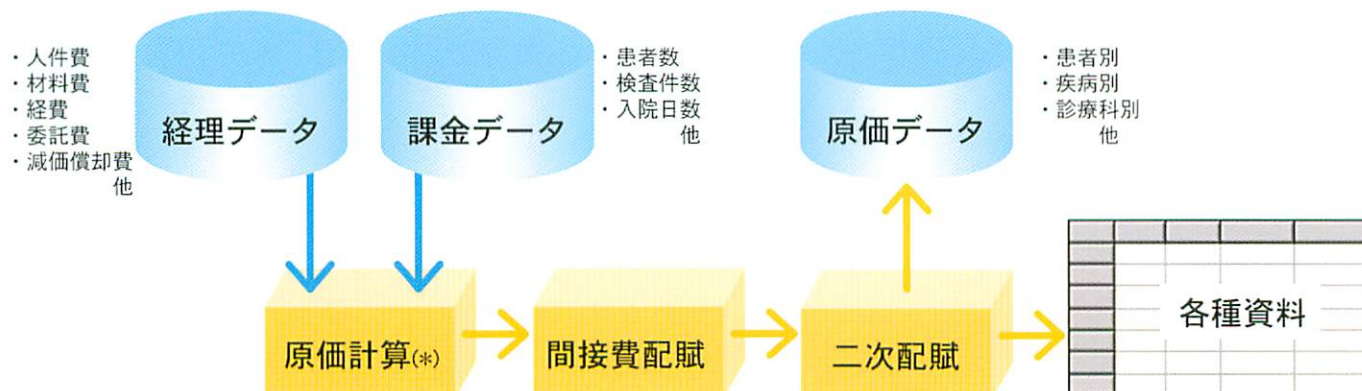 ・人件費
・材料費
・経費
・委託費
・減価償却費
他
経理データ
課金データ
・患者数
・検査件数
・入院日数
他
原価データ
・患者別
・疾病別
・診療科別
他
原価計算(*)
間接費配賦
二次配賦
各種資料